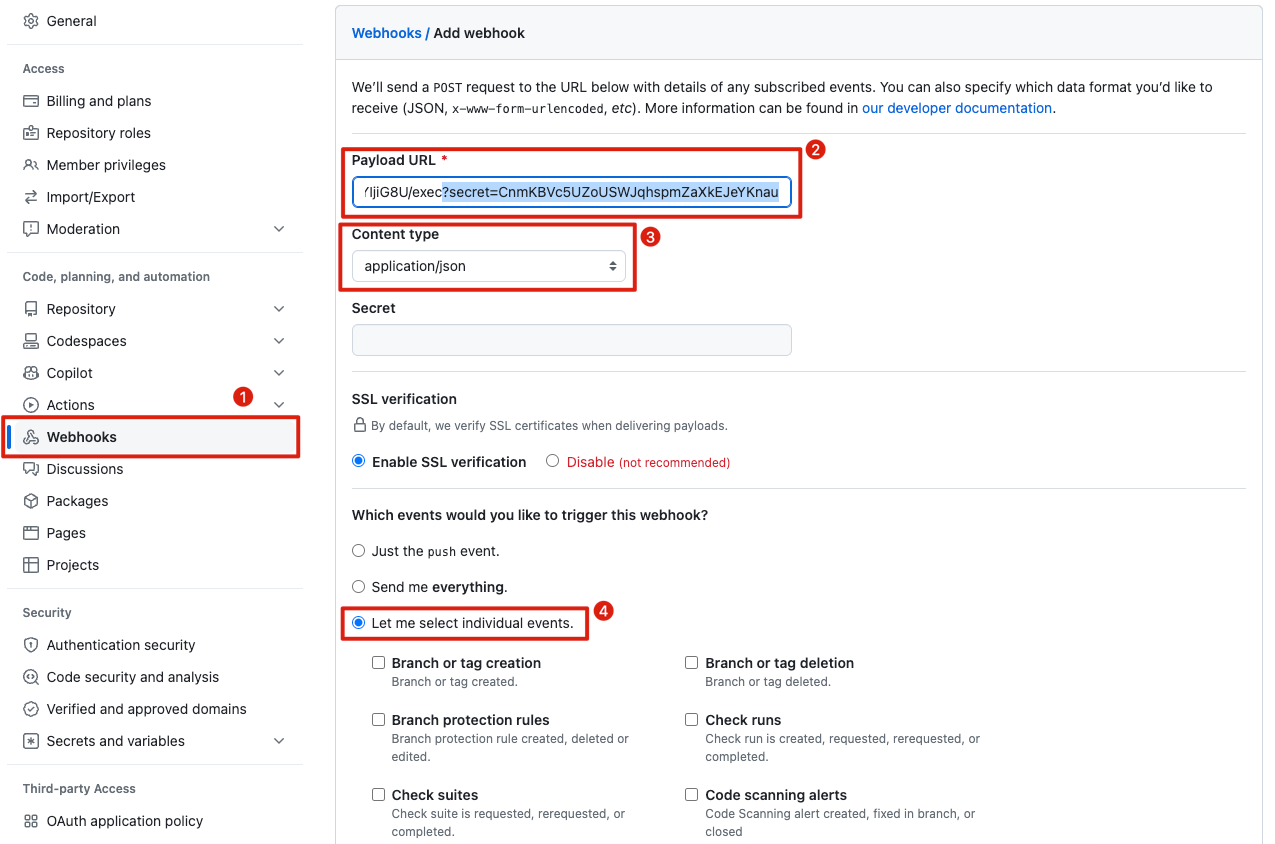 General
Access
Billing and plans
Repository roles
Member privileges
Import/Export
Moderation
Code, planning, and automation
Repository
Codespaces
Copilot
Actions
1
Webhooks
Discussions
Packages
Pages
Projects
Security
Authentication security
Code security and analysis
Verified and approved domains
Secrets and variables
Third-party Access
OAuth application policy
Webhooks / Add webhook
We'll send a POST request to the URL below with details of any subscribed events. You can also specify which data format you'd like to
receive (JSON, x-www-form-urlencoded, etc). More information can be found in our developer documentation.
2
Payload URL *
YIjiG8U/exec?secret=CnmKBVc5UZoUSWJqhspmZaXkEJeYKnau
Content type
3
application/json
Secret
SSL verification
By default, we verify SSL certificates when delivering payloads.
Enable SSL verification
Disable (not recommended)
Which events would you like to trigger this webhook?
Just the push event.
Send me everything.
4
Let me select individual events.
Branch or tag creation
Branch or tag created.
Branch or tag deletion
Branch or tag deleted.
Branch protection rules
Branch protection rule created, deleted or
edited.
Check runs
Check run is created, requested, rerequested, or
completed.
Check suites
Check suite is requested, rerequested, or
completed.
Code scanning alerts
Code Scanning alert created, fixed in branch, or
closed